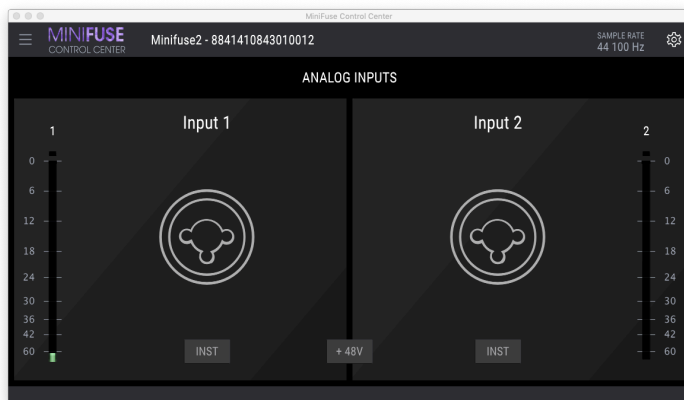 MiniFuse Control Center
MINIFUSE
CONTROL CENTER
Minifuse2 - 8841410843010012
SAMPLE RATE
44 100 Hz
ANALOG INPUTS
1
Input 1
Input 2
2
0
6
12
18
24
30
36
42
60
0
6
12
18
24
30
36
42
60
INST
+ 48V
INST